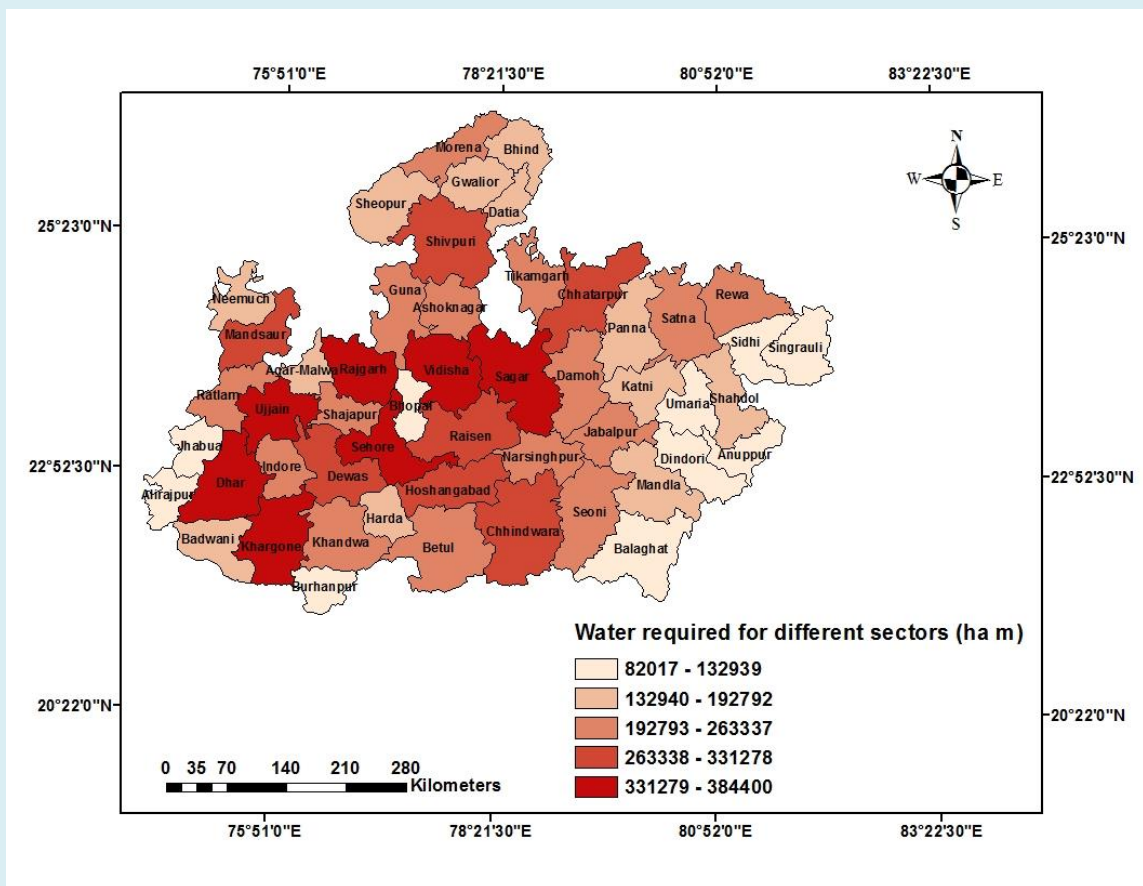 75°51'0"E
78°21'30"E
80°52'0"E
83°22'30"E
N
W
E
S
25°23'0"N
25°23'0"N
22°52'30"N
22°52'30"N
20°22'0"N
20°22'0"N
Morena
Bhind
Gwalior
Sheopur
Datia
Shivpuri
Tikamgarh
Neemuch
Guna
Chhatarpur
Rewa
Ashoknagar
Satna
Panna
Mandsaur
Sidhi
Singrauli
Agar-Malwa
Rajgarh
Vidisha
Sagar
Damoh
Katni
Ratlam
Umaria
Shahdol
Ujjain
Bhopal
Shajapur
Jabalpur
Raisen
Jhabua
Sehore
Narsinghpur
Anuppur
Dindori
Indore
Dewas
Dhar
Mandla
Hoshangabad
Alirajpur
Seoni
Harda
Chhindwara
Badwani
Khargone
Khandwa
Betul
Balaghat
Burhanpur
Water required for different sectors (ha m)
82017 - 132939
132940 - 192792
192793 - 263337
263338 - 331278
331279 - 384400
0 35 70 140 210 280
Kilometers
75°51'0"E
78°21'30"E
80°52'0"E
83°22'30"E